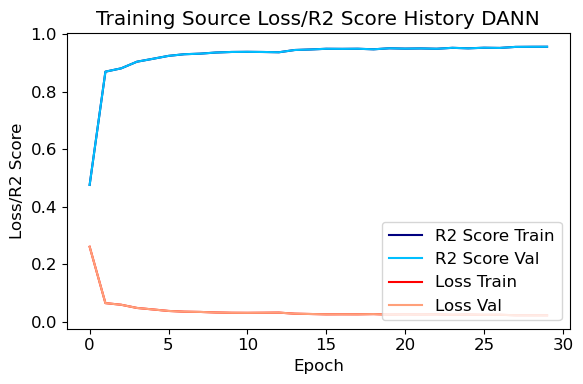 Training Source Loss/R2 Score History DANN
Loss/R2 Score
1.0
0.8
0.6
0.4
0.2
0.0
R2 Score Train
R2 Score Val
Loss Train
Loss Val
0 5 10 15 20 25 30
Epoch